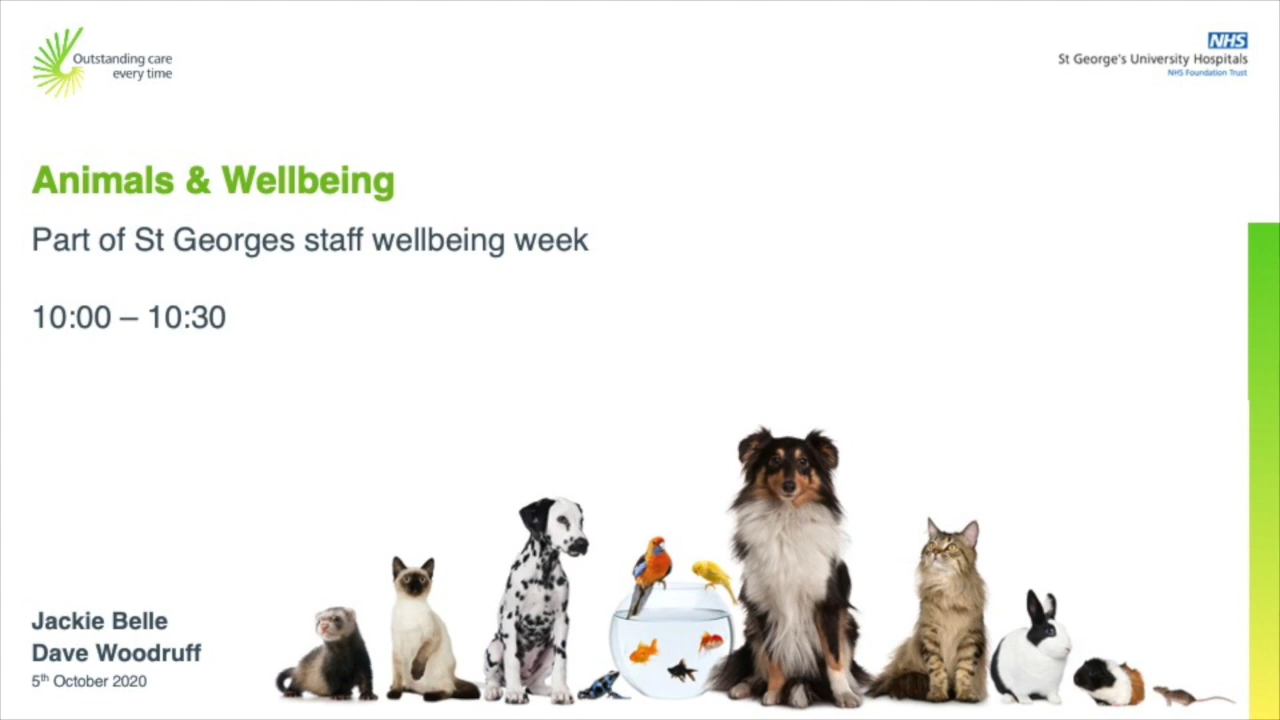 Outstanding care
every time
NHS
St George's University Hospitals
NHS Foundation Trust
Animals & Wellbeing
Part of St Georges staff wellbeing week
10:00 – 10:30
Jackie Belle
Dave Woodruff
5th October 2020